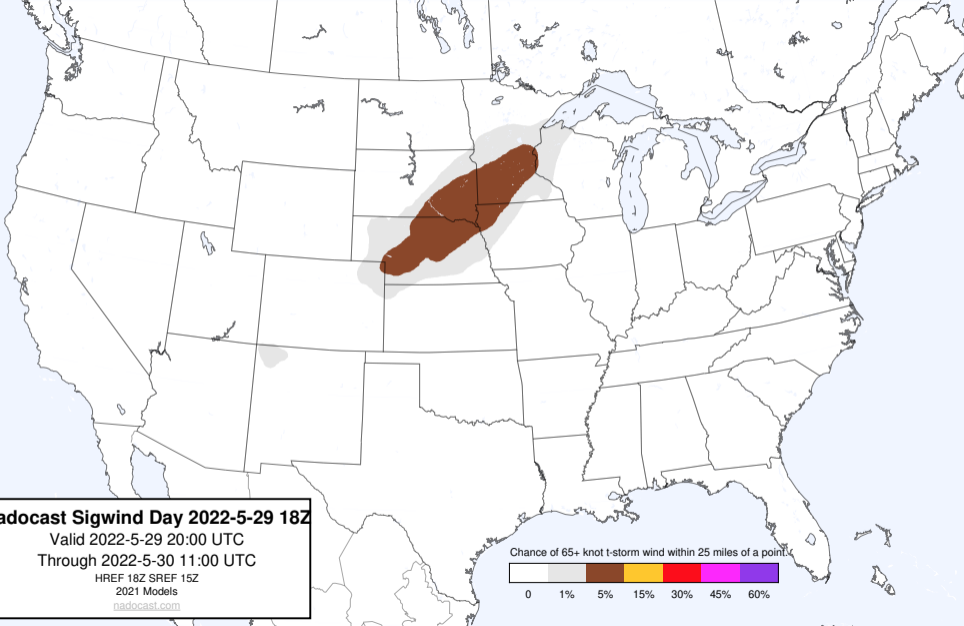 adocast Sigwind Day 2022-5-29 18Z
Valid 2022-5-29 20:00 UTC
Through 2022-5-30 11:00 UTC
HREF 18Z SREF 15Z
2021 Models
nadocast.com
Chance of 65+ knot t-storm wind within 25 miles of a point.
0 1% 5% 15% 30% 45% 60%